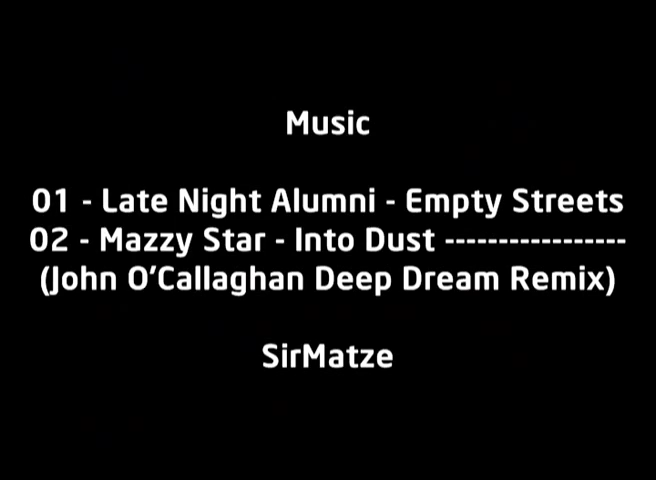 Music
01 - Late Night Alumni - Empty Streets
02 - Mazzy Star - Into Dust -----------------
(John O'Callaghan Deep Dream Remix)
SirMatze